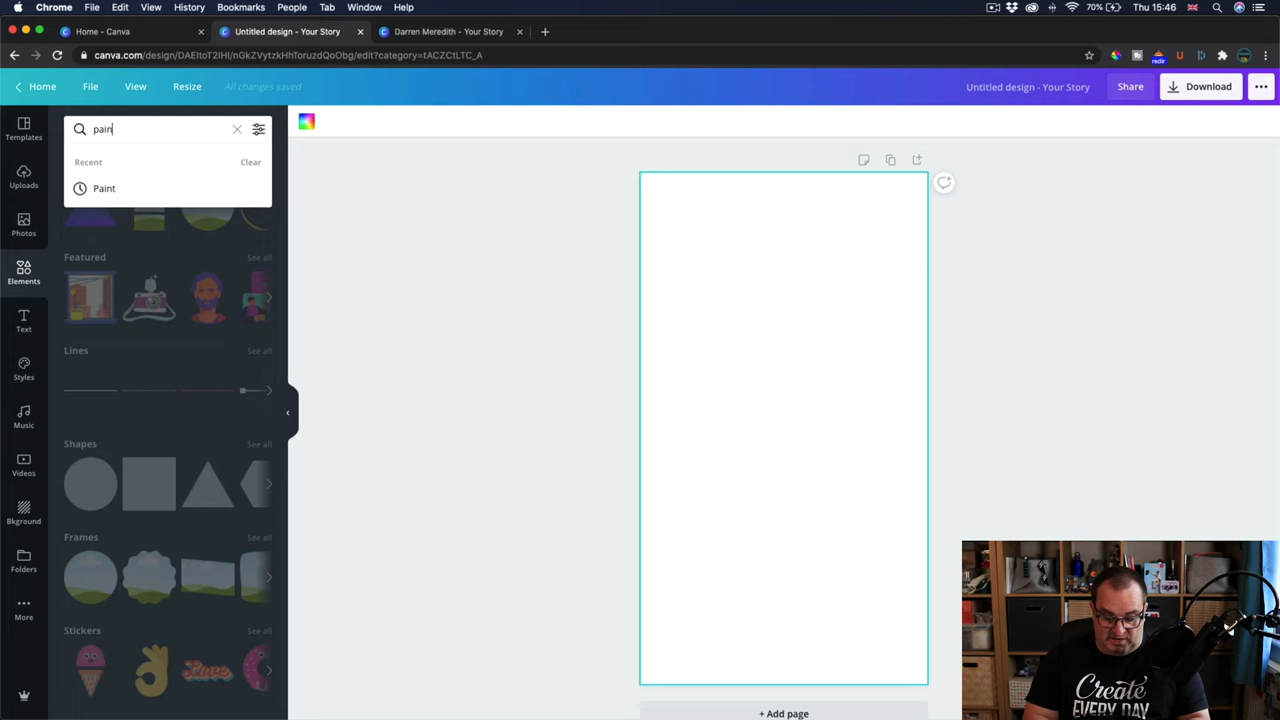 Chrome File Edit View History Bookmarks People Tab Window Help 70% Thu 15:46
Home - Canva Untitled design - Your Story Darren Meredith - Your Story
canva.com/design/DAEItoT2IHI/nGkZVytzkHhToruzdQoObg/edit?category=tACZCtLTC_A
redir
Home File View Resize All changes saved Untitled design - Your Story Share Download
Templates
Uploads
Photos
Elements
Text
Styles
Music
Videos
Bkground
Folders
More
pain
Recent Clear
Paint
Featured See all
Lines See all
Shapes See all
Frames See all
Stickers See all
Love
+ Add page
Create
EVERY DAY